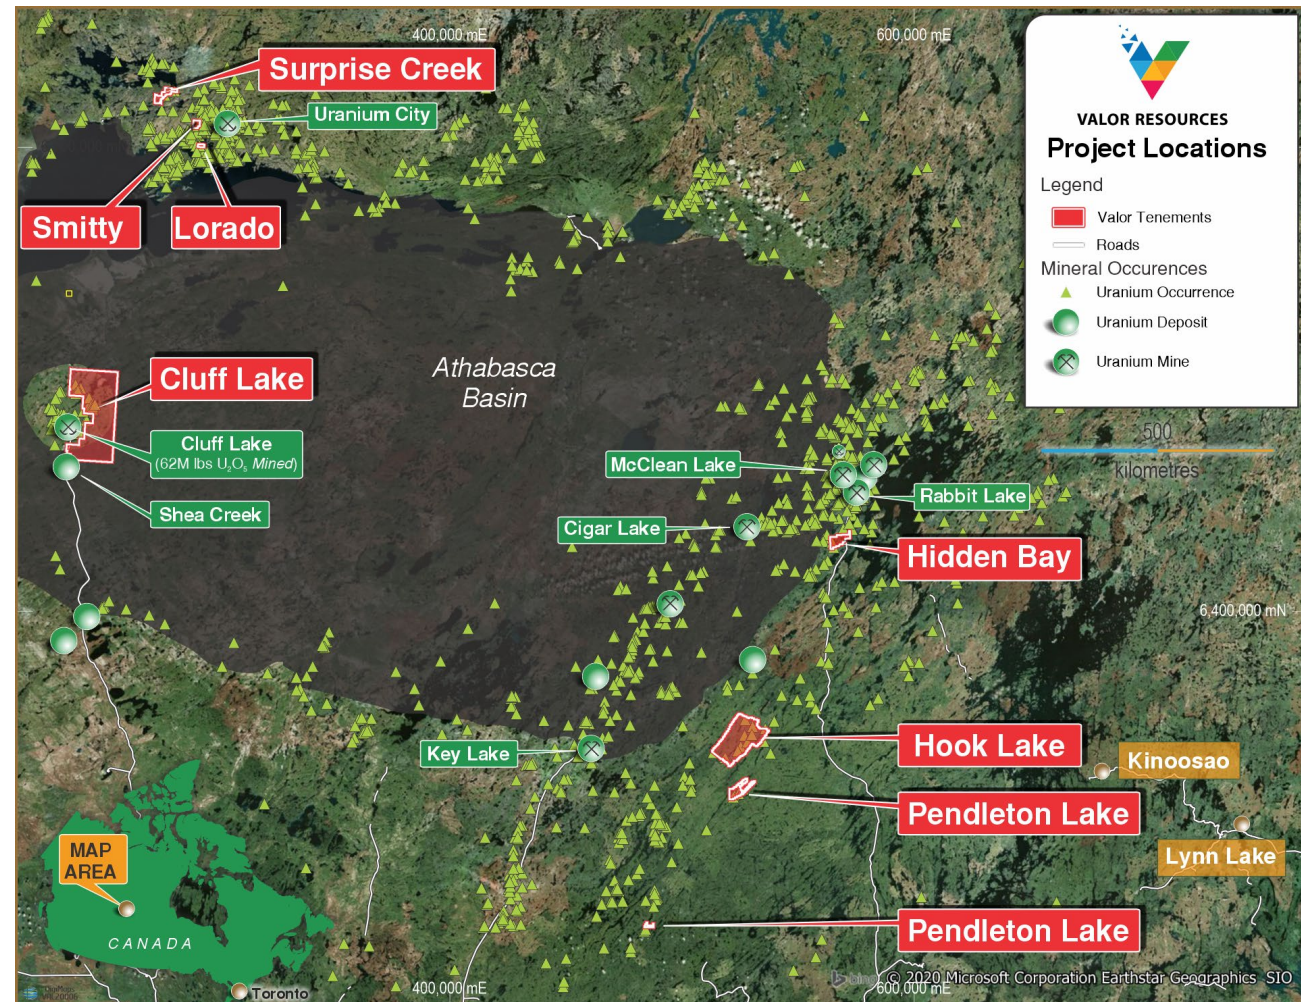 400,000 mE
600,000 mE
VALOR RESOURCES
Project Locations
Legend
Valor Tenements
Roads
Mineral Occurences
Uranium Occurrence
Uranium Deposit
Uranium Mine
Surprise Creek
Uranium City
Smitty
Lorado
Athabasca
Basin
Cluff Lake
Cluff Lake
(62M lbs U₂O₅ Mined)
Shea Creek
500
kilometres
McClean Lake
Rabbit Lake
Cigar Lake
Hidden Bay
6,400,000 mN
Key Lake
Hook Lake
Kinoosao
Pendleton Lake
Lynn Lake
MAP
AREA
CANADA
Pendleton Lake
Toronto
400,000 mE
600,000 mE
bing © 2020 Microsoft Corporation Earthstar Geographics SIO